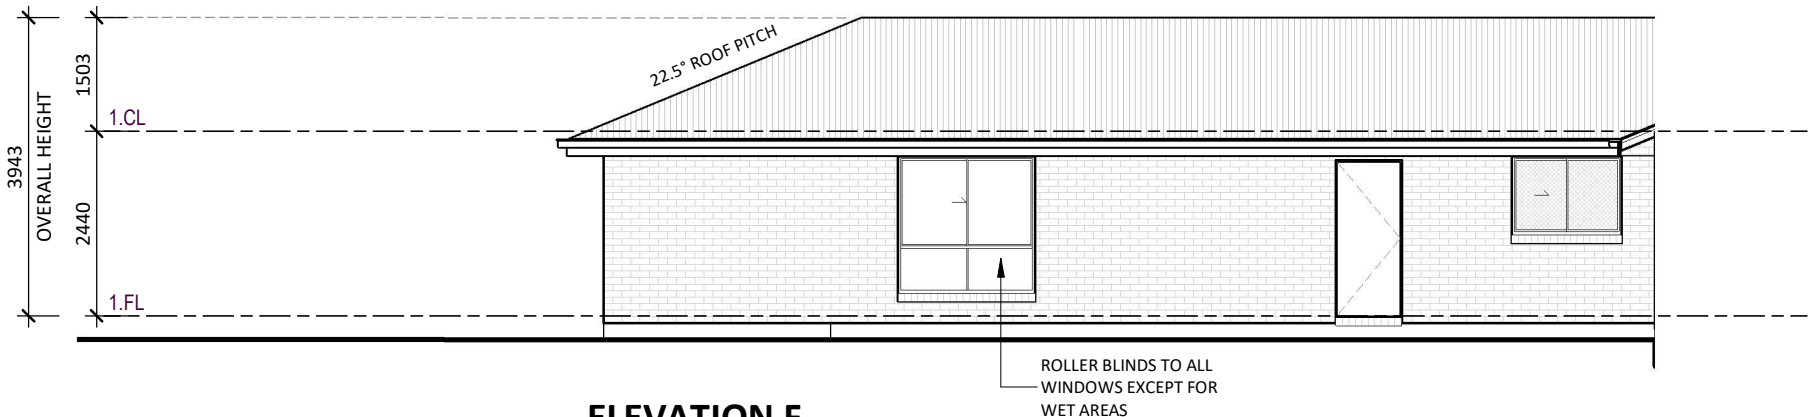 22.5° ROOF PITCH
1503
OVERALL HEIGHT
3943
1.CL
2440
1.FL
ROLLER BLINDS TO ALL
WINDOWS EXCEPT FOR
WET AREAS